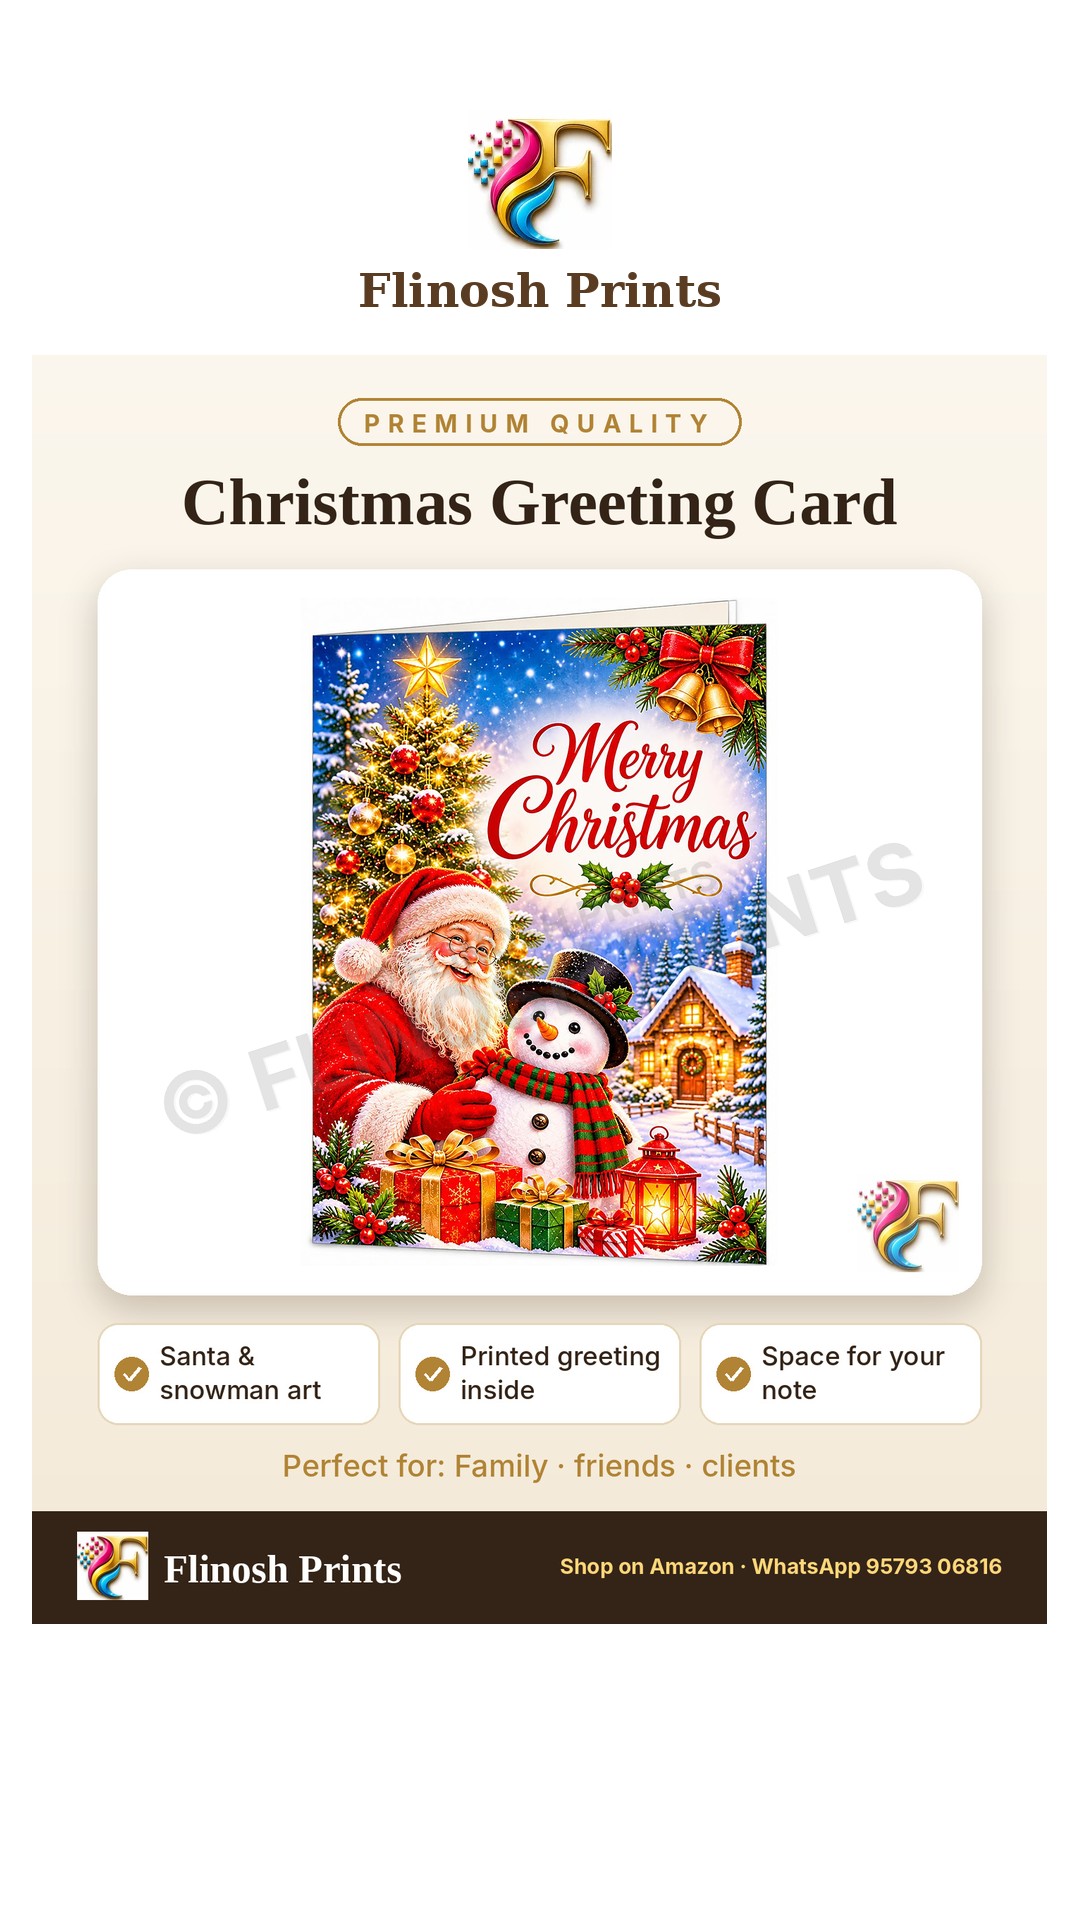 Flinosh Prints
PREMIUM QUALITY
Christmas Greeting Card
Merry
Christmas
Santa &
snowman art
Printed greeting
inside
Space for your
note
Perfect for: Family · friends · clients
Flinosh Prints
Shop on Amazon · WhatsApp 95793 06816